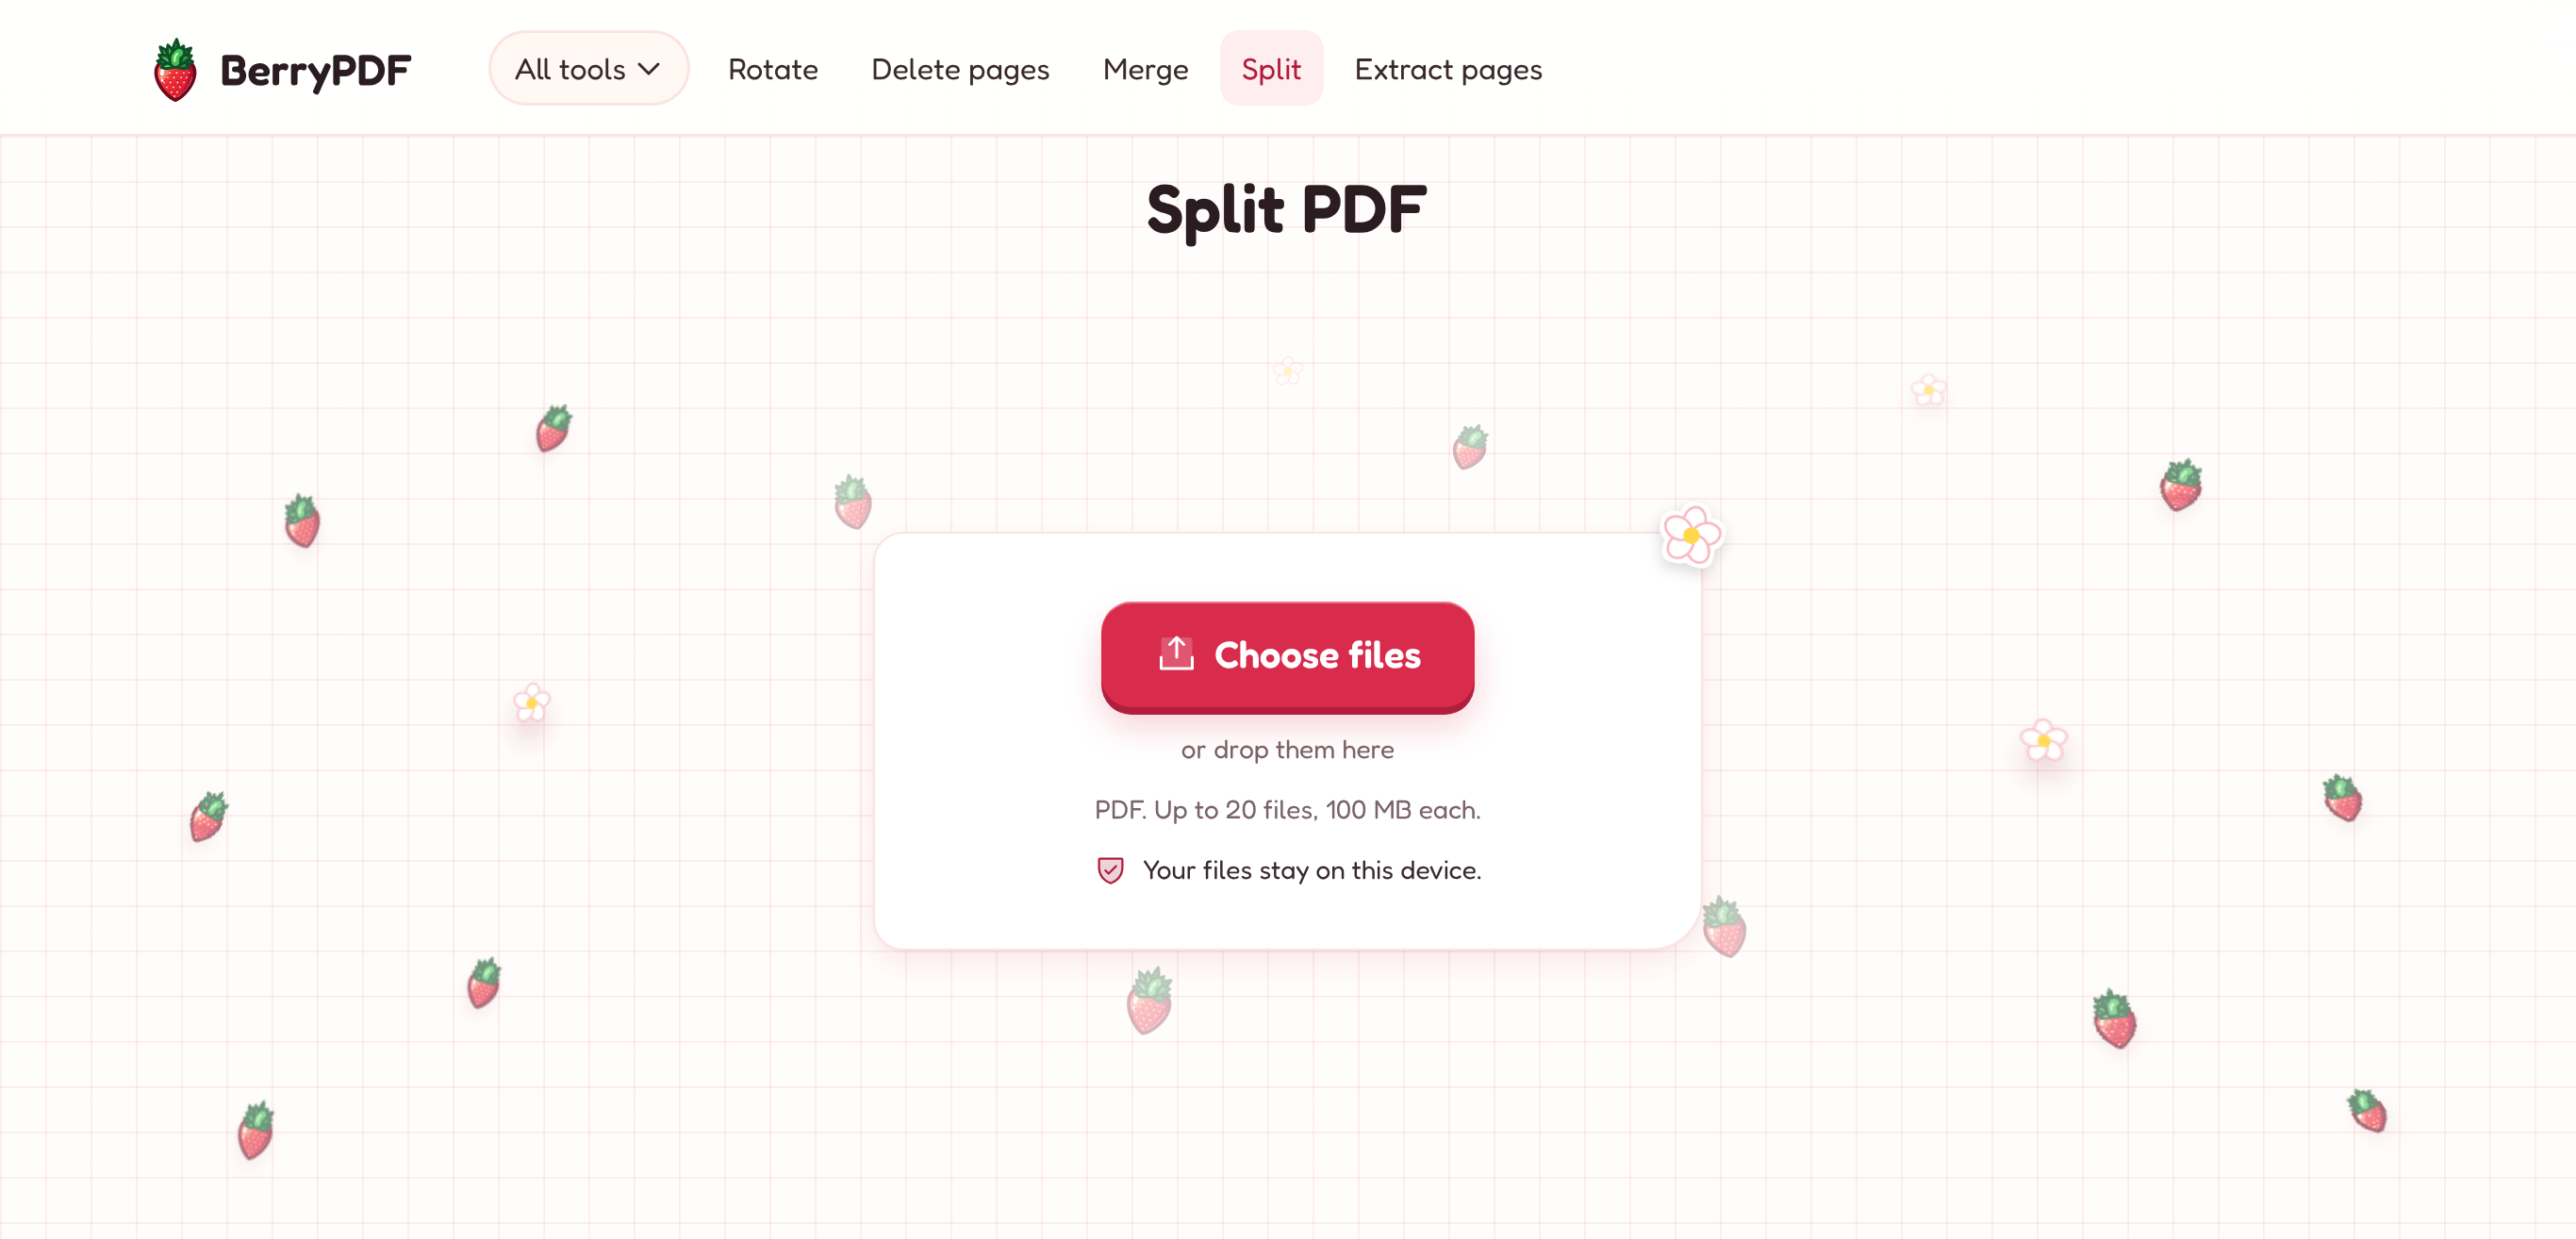 BerryPDF
All tools
Rotate
Delete pages
Merge
Split
Extract pages
Split PDF
Choose files
or drop them here
PDF. Up to 20 files, 100 MB each.
Your files stay on this device.